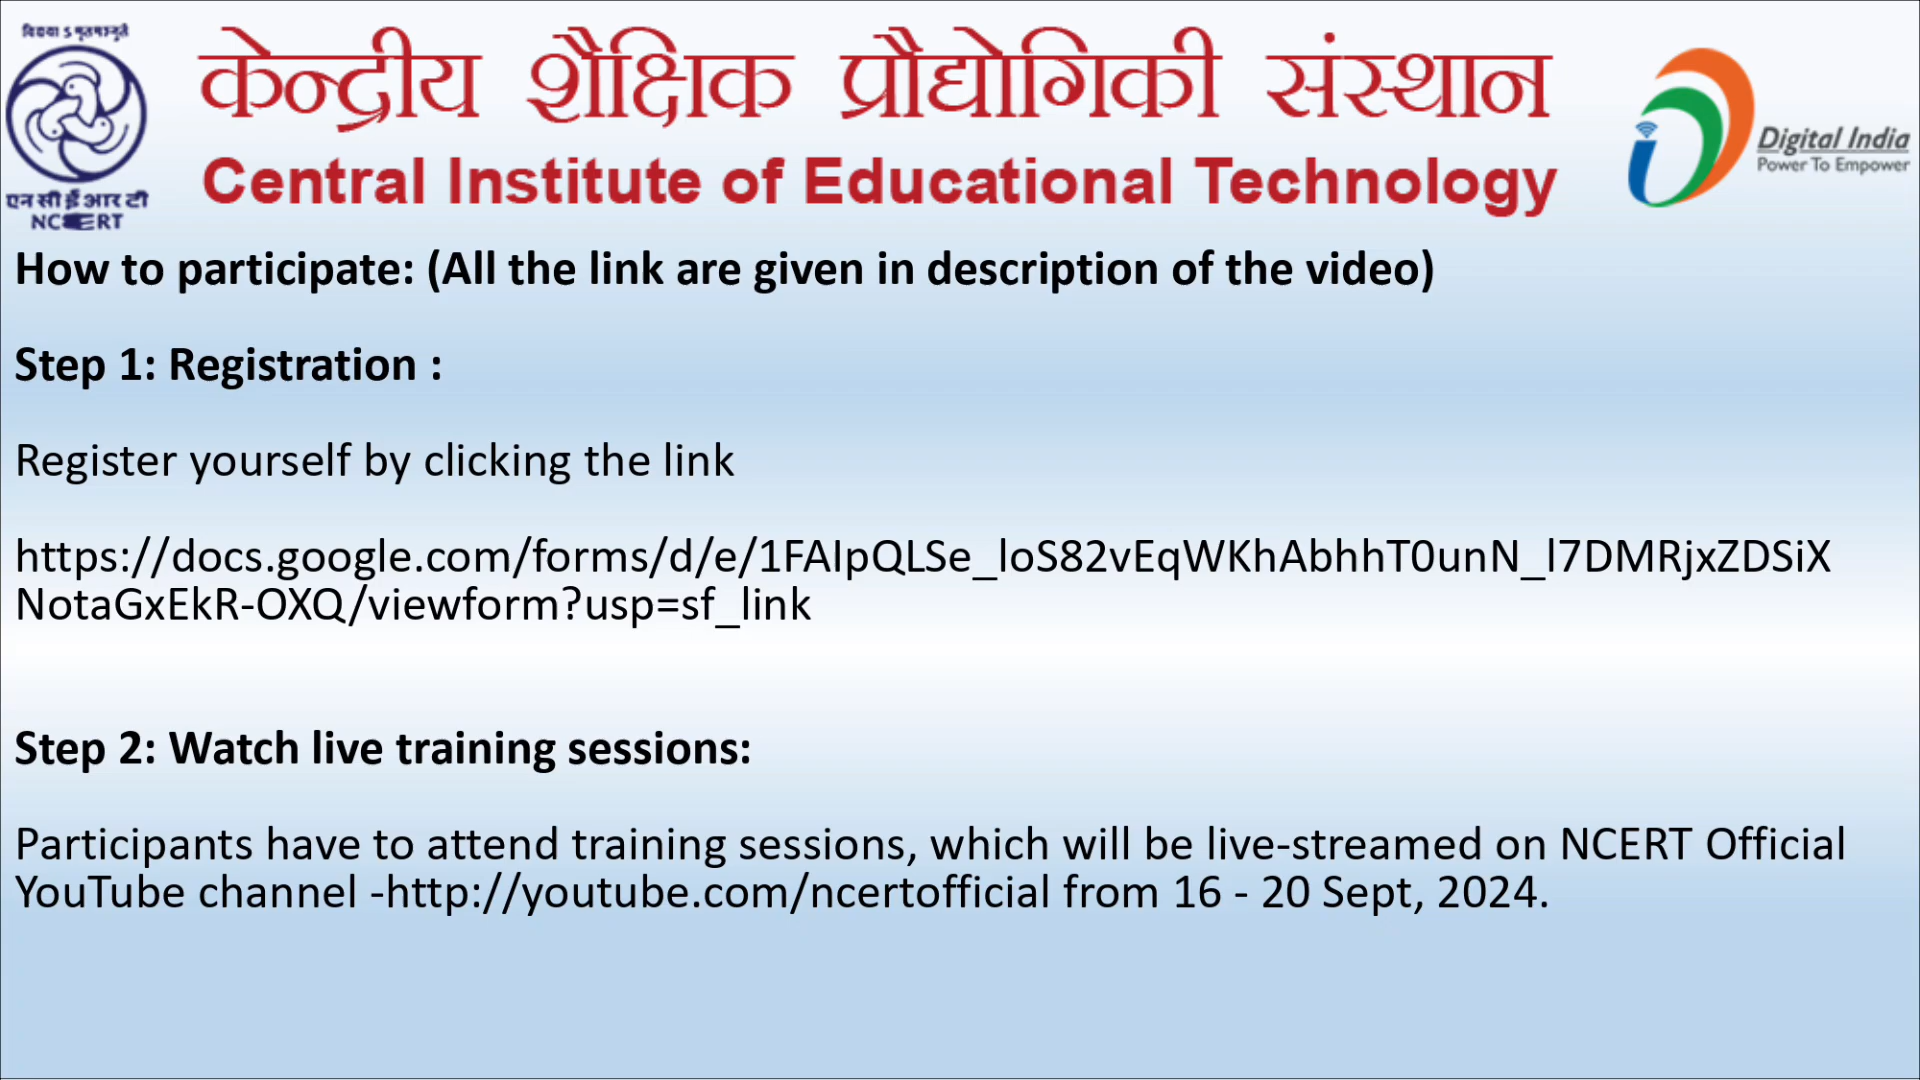 केन्द्रीय शैक्षिक प्रौद्योगिकी संस्थान
Central Institute of Educational Technology
एन सी ई आर टी
NCERT
Digital India
Power To Empower
How to participate: (All the link are given in description of the video)
Step 1: Registration :
Register yourself by clicking the link
https://docs.google.com/forms/d/e/1FAIpQLSe_loS82vEqWKhAbhhT0unN_l7DMRjxZDSiX
NotaGxEkR-OXQ/viewform?usp=sf_link
Step 2: Watch live training sessions:
Participants have to attend training sessions, which will be live-streamed on NCERT Official
YouTube channel -http://youtube.com/ncertofficial from 16 - 20 Sept, 2024.